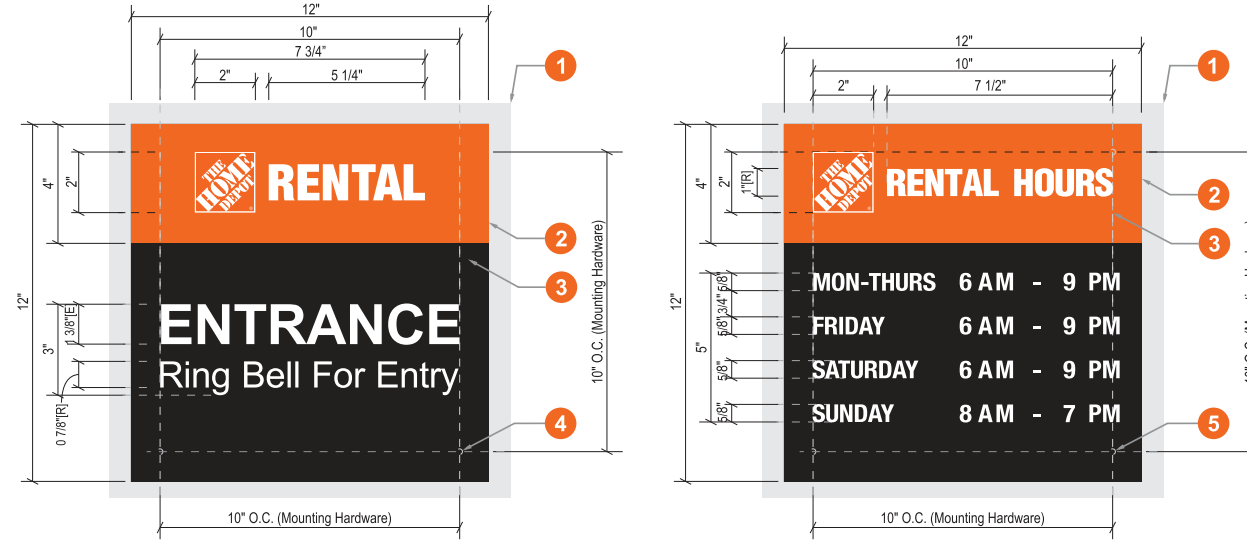 12"
10"
7 3/4"
2"
5 1/4"
1
4"
2"
THE
HOME
DEPOT
RENTAL
2
3
12"
3"
1 3/8"[E]
ENTRANCE
Ring Bell For Entry
0 7/8"[R]
4
10" O.C. (Mounting Hardware)
10" O.C. (Mounting Hardware)
12"
10"
2"
7 1/2"
1
4"
2"
1"[R]
THE
HOME
DEPOT
RENTAL HOURS
2
3
12"
5"
5/8"
3/4"
5/8"
5/8"
5/8"
MON-THURS 6 AM - 9 PM
FRIDAY 6 AM - 9 PM
SATURDAY 6 AM - 9 PM
SUNDAY 8 AM - 7 PM
5
10" O.C. (Mounting Hardware)